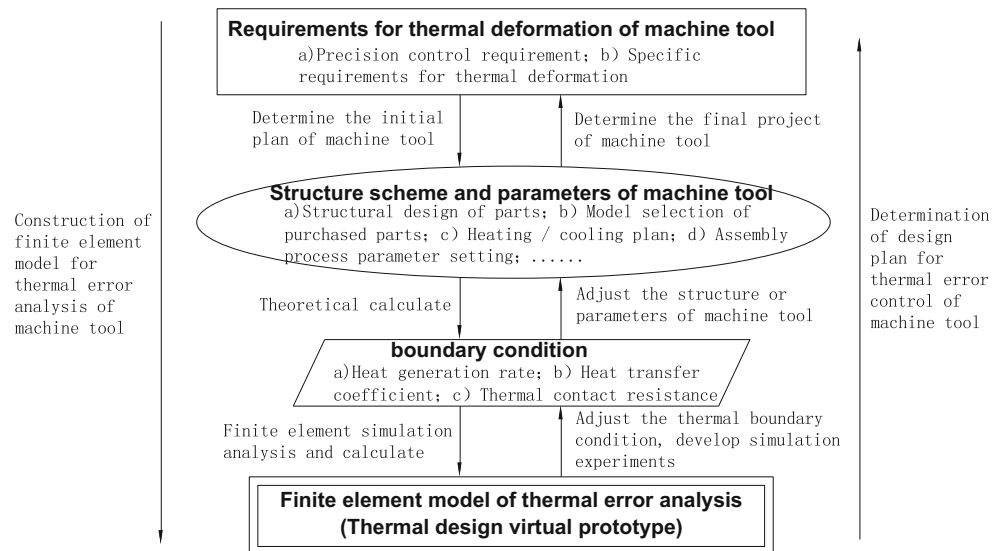 Requirements for thermal deformation of machine tool
a)Precision control requirement; b) Specific
requirements for thermal deformation
Determine the initial
plan of machine tool
Determine the final project
of machine tool
Structure scheme and parameters of machine tool
a)Structural design of parts; b) Model selection of
purchased parts; c) Heating / cooling plan; d) Assembly
process parameter setting; ......
Construction of
finite element
model for
thermal error
analysis of
machine tool
Determination
of design
plan for
thermal error
control of
machine tool
Theoretical calculate
Adjust the structure or
parameters of machine tool
boundary condition
a)Heat generation rate; b) Heat transfer
coefficient; c) Thermal contact resistance
Finite element simulation
analysis and calculate
Adjust the thermal boundary
condition, develop simulation
experiments
Finite element model of thermal error analysis
(Thermal design virtual prototype)